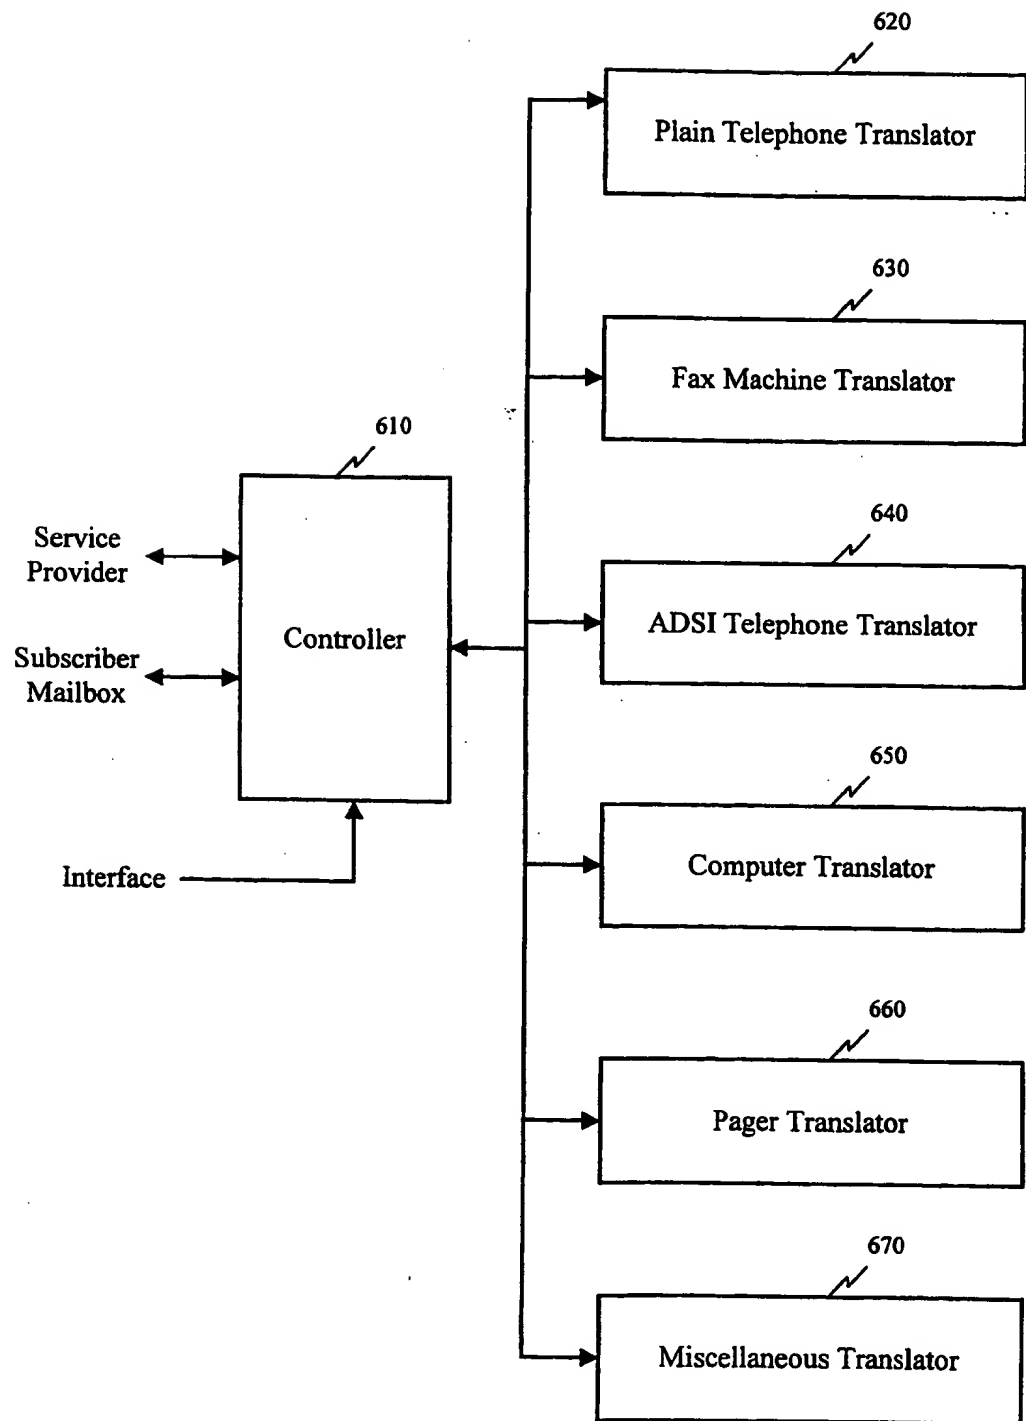 620
Plain Telephone Translator
630
Fax Machine Translator
610
640
Service
Provider
Controller
ADSI Telephone Translator
Subscriber
Mailbox
650
Interface
Computer Translator
660
Pager Translator
670
Miscellaneous Translator